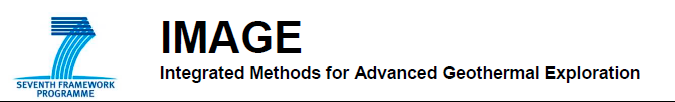 SEVENTH FRAMEWORK
PROGRAMME
IMAGE
Integrated Methods for Advanced Geothermal Exploration